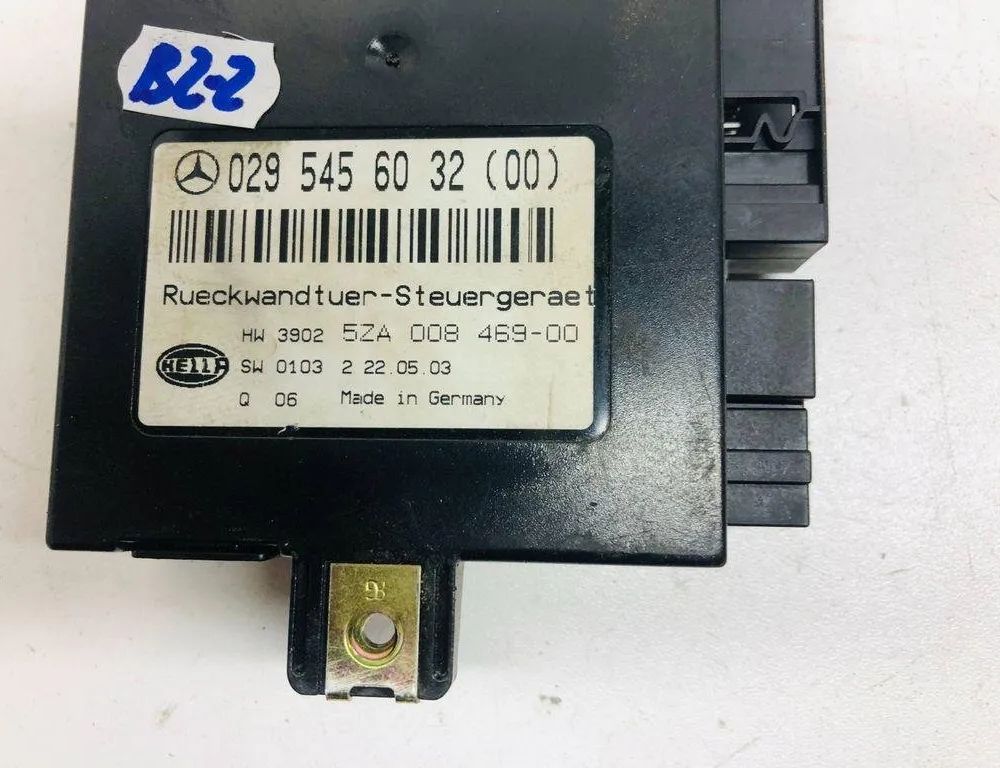 B2-2
029 545 60 32 (00)
Rueckwandtuer-Steuergeraet
HW 3902 5ZA 008 469-00
HELLA SW 0103 2 22.05.03
Q 06 Made in Germany